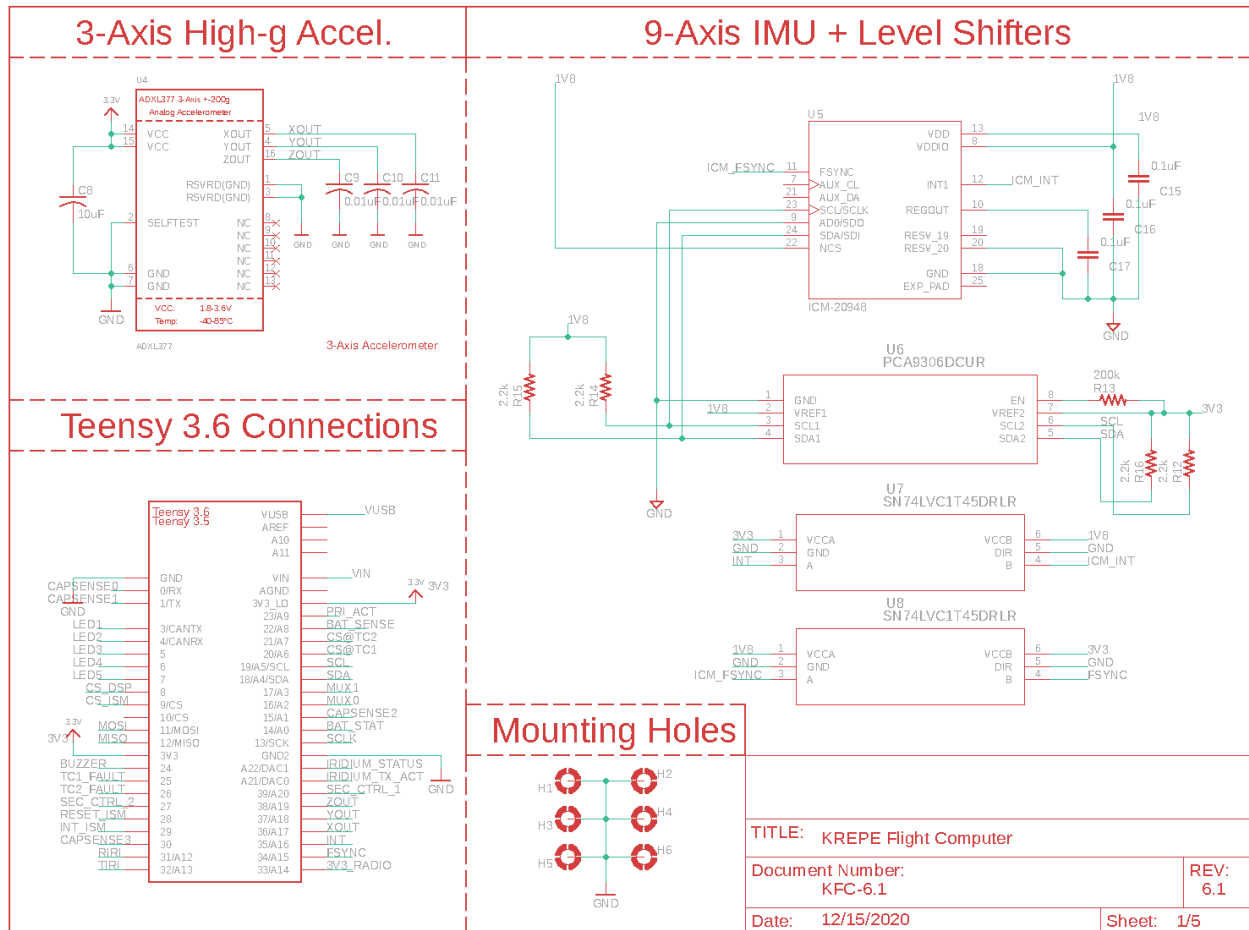 3-Axis High-g Accel.
9-Axis IMU + Level Shifters
U4
3.3V
ADXL377 3-Axis +-200g
Analog Accelerometer
14 VCC XOUT 5 XOUT
15 VCC YOUT 4 YOUT
ZOUT 16 ZOUT
RSVRD(GND) 1
RSVRD(GND) 3
C8
10uF
C9 C10 C11
0.01uF 0.01uF 0.01uF
2 SELFTEST
NC 8
NC 9
NC 10
NC 11
NC 12
NC 13
GND GND GND GND
6 GND
7 GND
GND
VCC: 1.8-3.6V
Temp: -40-85°C
ADXL377
3-Axis Accelerometer
1V8
1V8
1V8
U5
ICM_FSYNC 11 FSYNC
7 AUX_CL
21 AUX_DA
23 SCL/SCLK
9 AD0/SDO
24 SDA/SDI
22 NCS
VDD 13
VDDIO 8
INT1 12 ICM_INT
REGOUT 10
RESV_19 19
RESV_20 20
GND 18
EXP_PAD 25
ICM-20948
0.1uF
C15
0.1uF
C16
0.1uF
C17
GND
1V8
2.2k
R15
2.2k
R14
U6
PCA9306DCUR
1 GND EN 8
1V8 2 VREF1 VREF2 7 3V3
3 SCL1 SCL2 6 SCL
4 SDA1 SDA2 5 SDA
200k
R13
2.2k
R16
2.2k
R12
GND
U7
SN74LVC1T45DRLR
3V3 1 VCCA VCCB 6 1V8
GND 2 GND DIR 5 GND
INT 3 A B 4 ICM_INT
U8
SN74LVC1T45DRLR
1V8 1 VCCA VCCB 6 3V3
GND 2 GND DIR 5 GND
ICM_FSYNC 3 A B 4 FSYNC
Teensy 3.6 Connections
Teensy 3.6
Teensy 3.5
VUSB VUSB
AREF
A10
A11
GND VIN VIN
CAPSENSE0 0/RX AGND
CAPSENSE1 1/TX 3V3_LO 3.3V 3V3
GND
23/A9 PRI_ACT
LED1 3/CANTX 22/A8 BAT_SENSE
LED2 4/CANRX 21/A7 CS@TC2
LED3 5 20/A6 CS@TC1
LED4 6 19/A5/SCL SCL
LED5 7 18/A4/SDA SDA
CS_DSP 8 17/A3 MUX1
CS_ISM 9/CS 16/A2 MUX0
10/CS 15/A1 CAPSENSE2
MOSI 11/MOSI 14/A0 BAT_STAT
MISO 12/MISO 13/SCK SCLK
3.3V
3V3 3V3 GND2
BUZZER 24 A22/DAC1 IRIDIUM_STATUS
TC1_FAULT 25 A21/DAC0 IRIDIUM_TX_ACT
TC2_FAULT 26 39/A20 SEC_CTRL_1
SEC_CTRL_2 27 38/A19 ZOUT
RESET_ISM 28 37/A18 YOUT
INT_ISM 29 36/A17 XOUT
CAPSENSE3 30 35/A16 INT
RIRI 31/A12 34/A15 FSYNC
TIRI 32/A13 33/A14 3V3_RADIO
GND
Mounting Holes
H1 H2
H3 H4
H5 H6
GND
TITLE: KREPE Flight Computer
Document Number:
KFC-6.1
REV:
6.1
Date: 12/15/2020
Sheet: 1/5